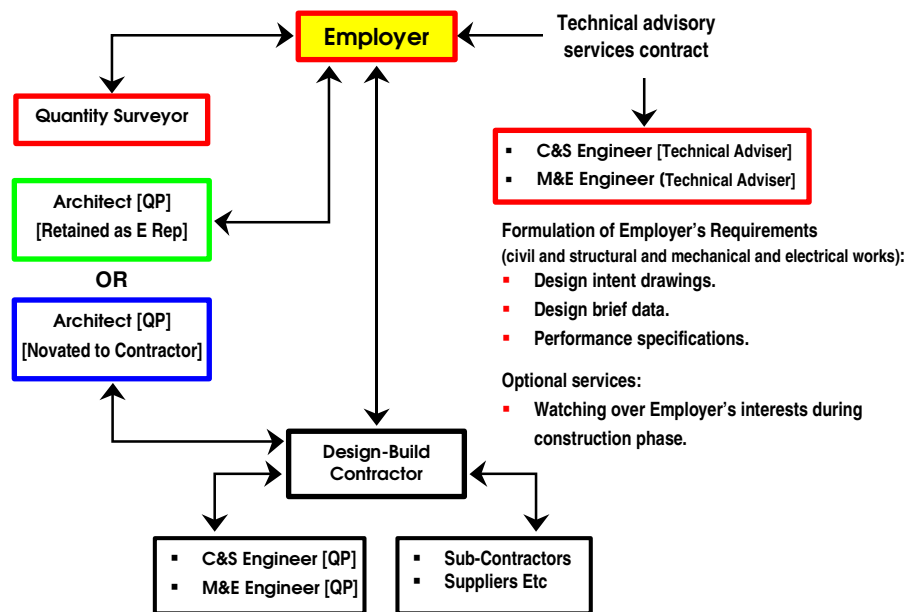 Employer
Technical advisory
services contract
Quantity Surveyor
▪ C&S Engineer [Technical Adviser]
▪ M&E Engineer (Technical Adviser]
Architect [QP]
[Retained as E Rep]
OR
Architect [QP]
[Novated to Contractor]
Formulation of Employer's Requirements
(civil and structural and mechanical and electrical works):
▪ Design intent drawings.
▪ Design brief data.
▪ Performance specifications.
Optional services:
▪ Watching over Employer's interests during
construction phase.
Design-Build
Contractor
▪ C&S Engineer [QP]
▪ M&E Engineer [QP]
▪ Sub-Contractors
▪ Suppliers Etc